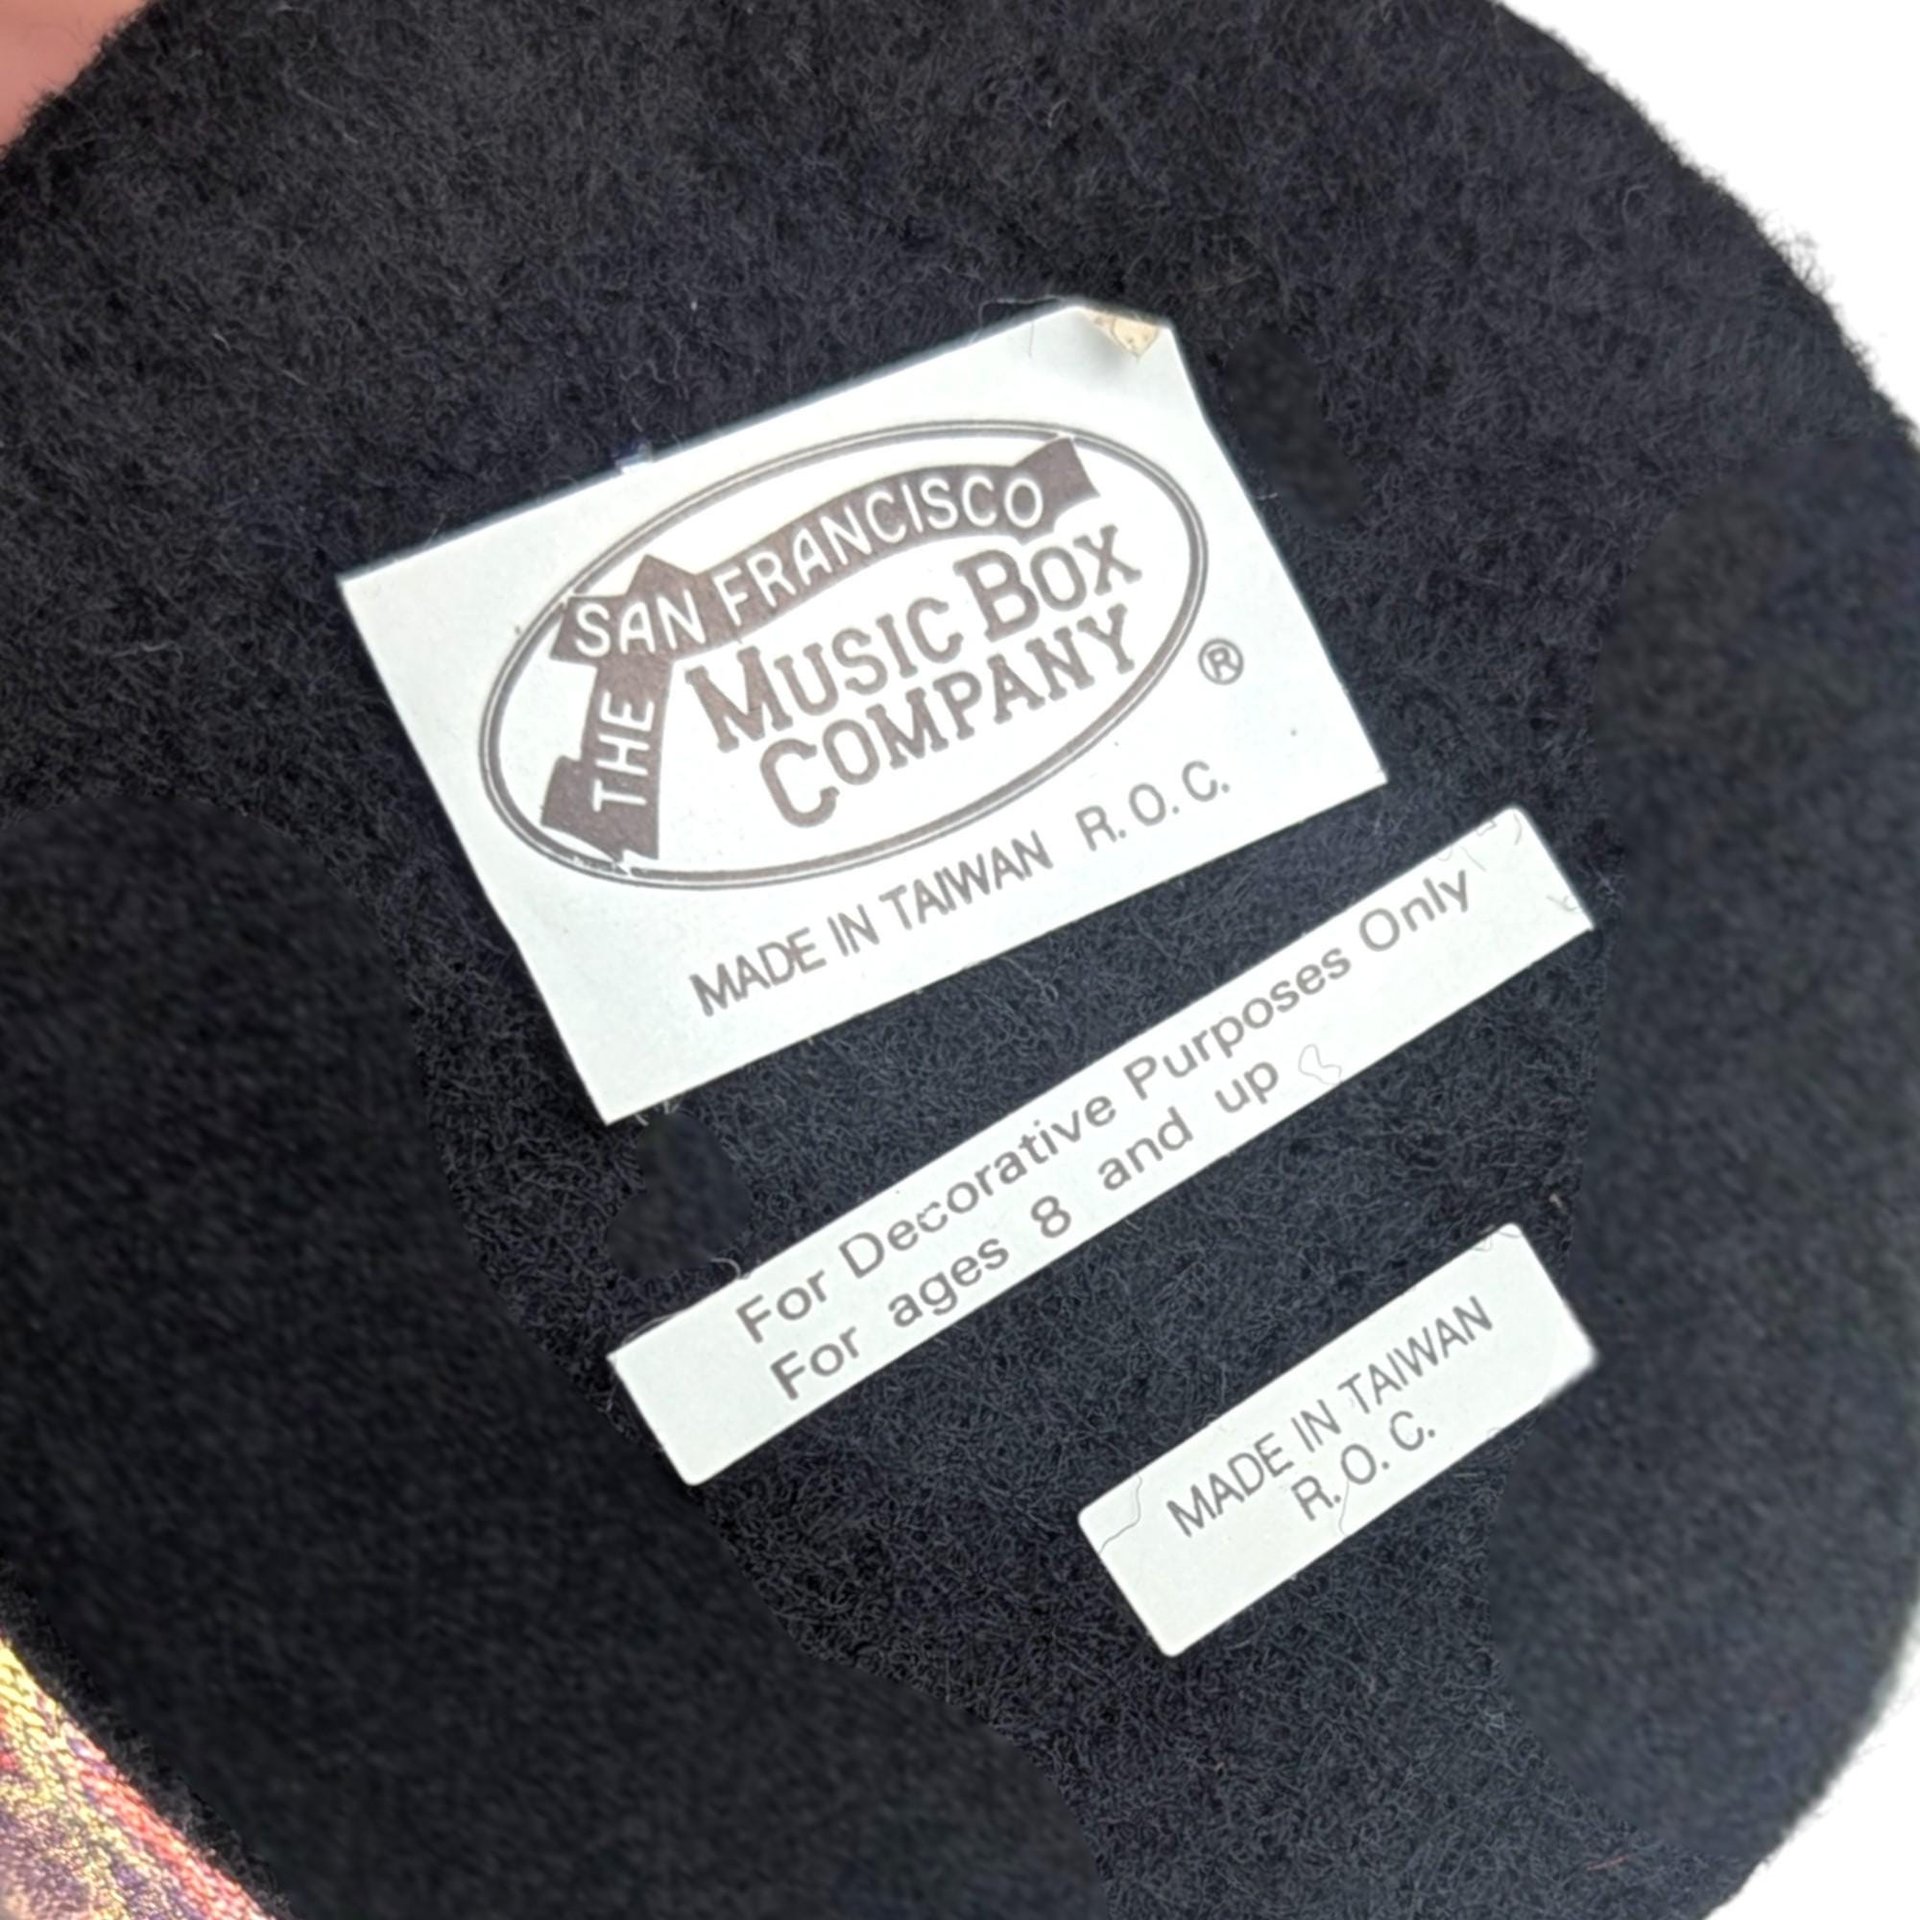 THE SAN FRANCISCO
MUSIC BOX
COMPANY
®
MADE IN TAIWAN R.O.C.
For Decorative Purposes Only
For ages 8 and up
MADE IN TAIWAN
R.O.C.